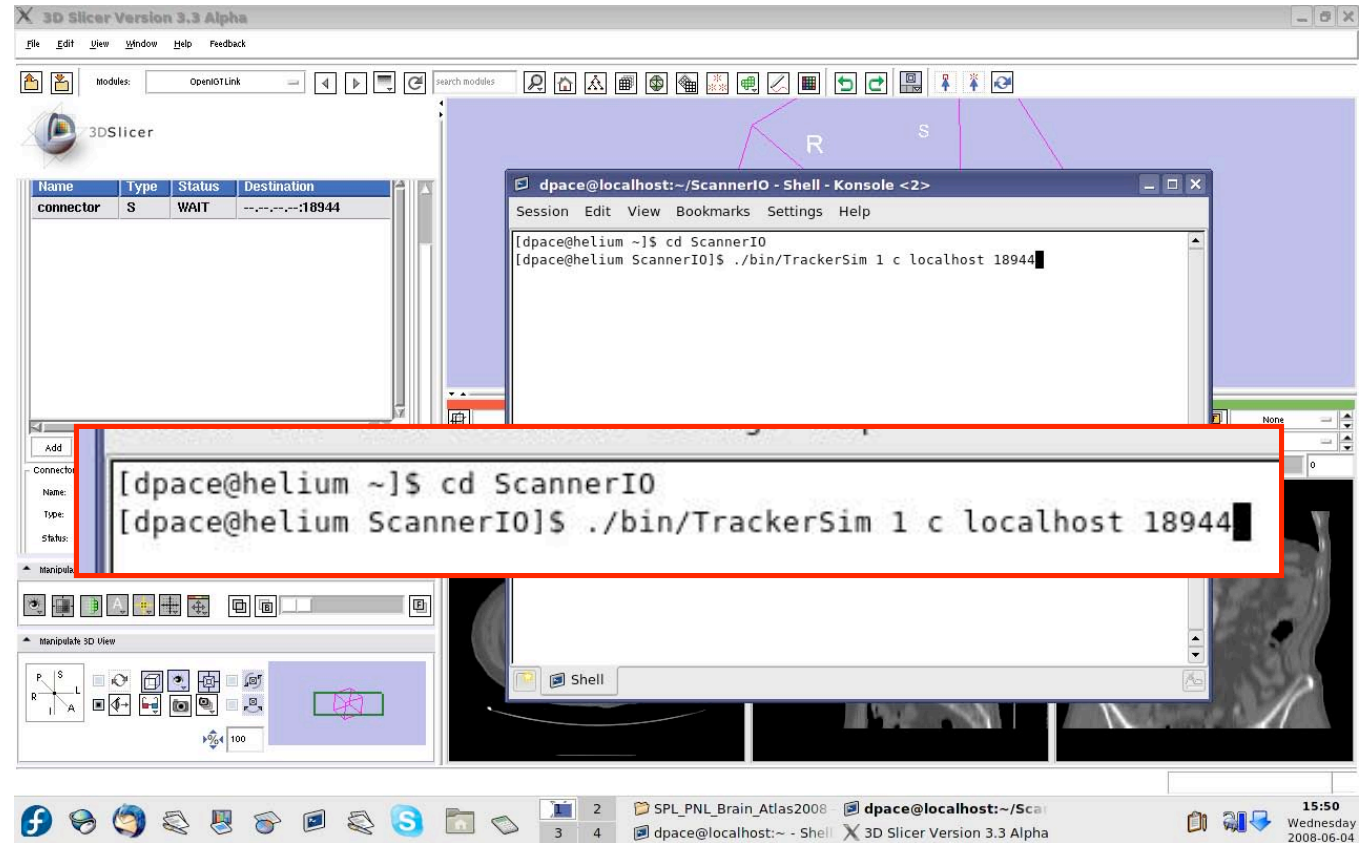 3D Slicer Version 3.3 Alpha
File Edit View Window Help Feedback
Modules: OpenIGTLink search modules
3DSlicer
R S
Name Type Status Destination
connector S WAIT --.--.--.--:18944
dpace@localhost:~/ScannerIO - Shell - Konsole <2>
Session Edit View Bookmarks Settings Help
[dpace@helium ~]$ cd ScannerIO
[dpace@helium ScannerIO]$ ./bin/TrackerSim 1 c localhost 18944
None
Add
Connector
0
Name:
Type:
Status:
[dpace@helium ~]$ cd ScannerIO
[dpace@helium ScannerIO]$ ./bin/TrackerSim 1 c localhost 18944
Manipula
Manipulate 3D View
P S
R L
I A
100
Shell
1 2 SPL_PNL_Brain_Atlas2008 - dpace@localhost:~/Sca
3 4 dpace@localhost:~ - Shell 3D Slicer Version 3.3 Alpha
15:50
Wednesday
2008-06-04